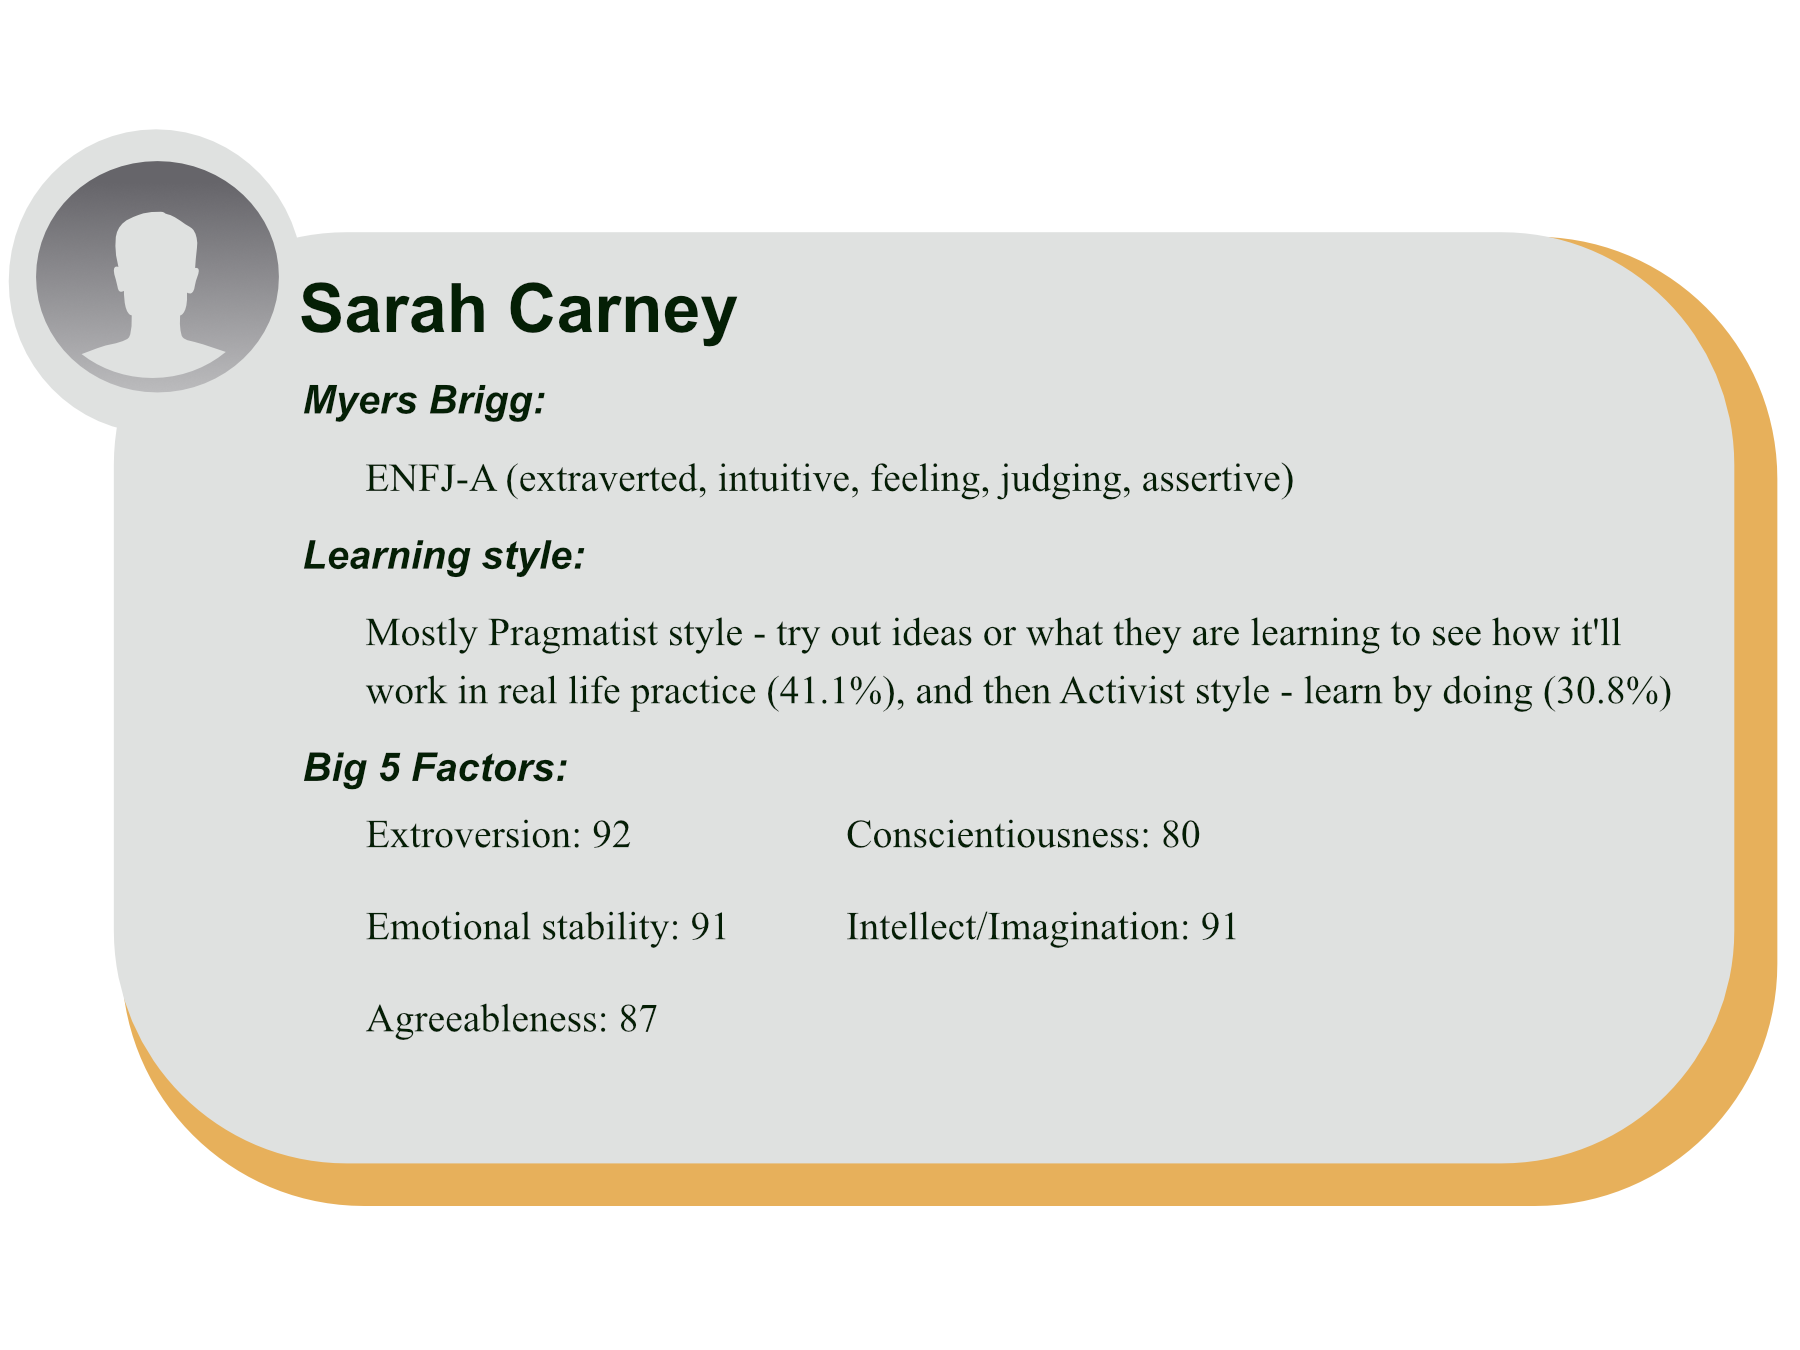 Sarah Carney
Myers Brigg:
ENFJ-A (extraverted, intuitive, feeling, judging, assertive)
Learning style:
Mostly Pragmatist style - try out ideas or what they are learning to see how it'll
work in real life practice (41.1%), and then Activist style - learn by doing (30.8%)
Big 5 Factors:
Extroversion: 92
Conscientiousness: 80
Emotional stability: 91
Intellect/Imagination: 91
Agreeableness: 87